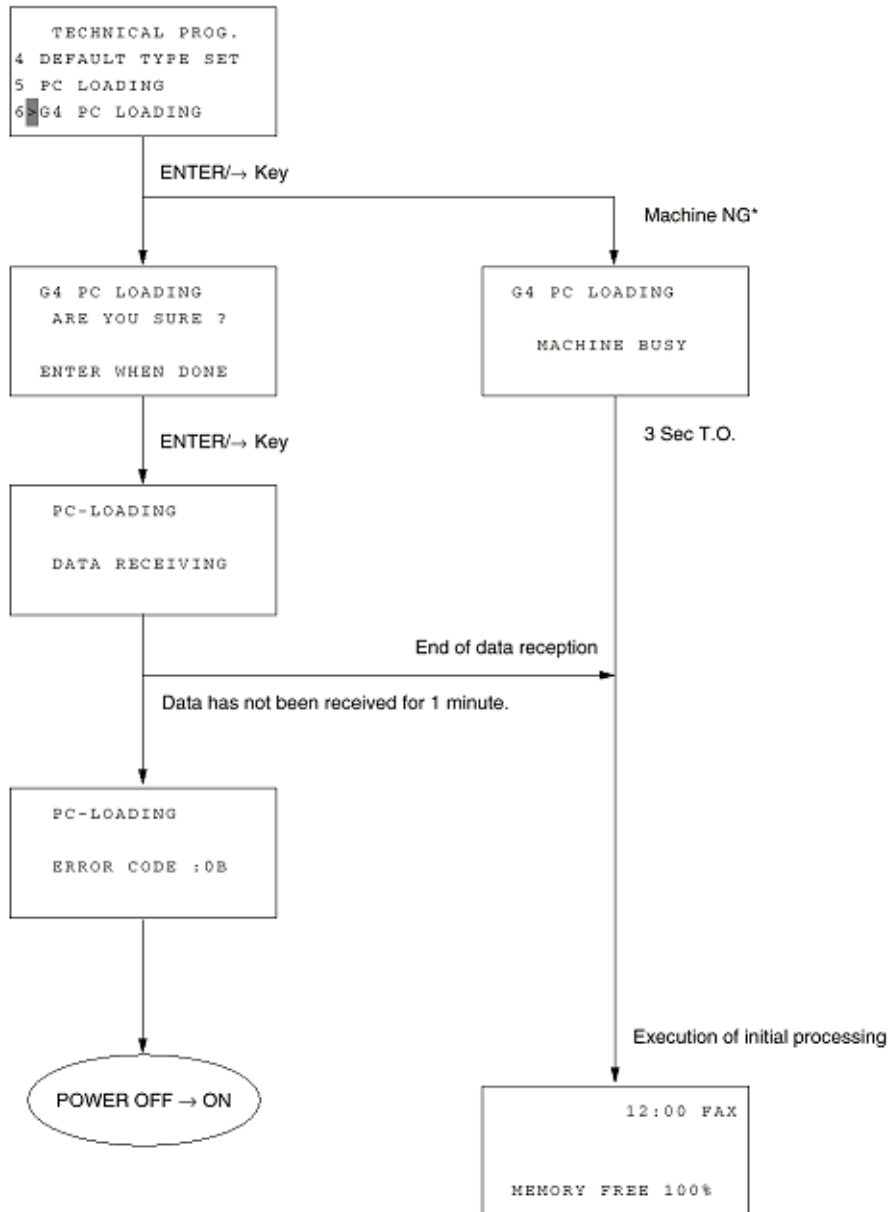 TECHNICAL PROG.
4 DEFAULT TYPE SET
5 PC LOADING
6>G4 PC LOADING
ENTER/→ Key
Machine NG*
G4 PC LOADING
ARE YOU SURE ?
ENTER WHEN DONE
G4 PC LOADING
MACHINE BUSY
ENTER/→ Key
3 Sec T.O.
PC-LOADING
DATA RECEIVING
End of data reception
Data has not been received for 1 minute.
PC-LOADING
ERROR CODE :0B
Execution of initial processing
POWER OFF → ON
12:00 FAX
MEMORY FREE 100%